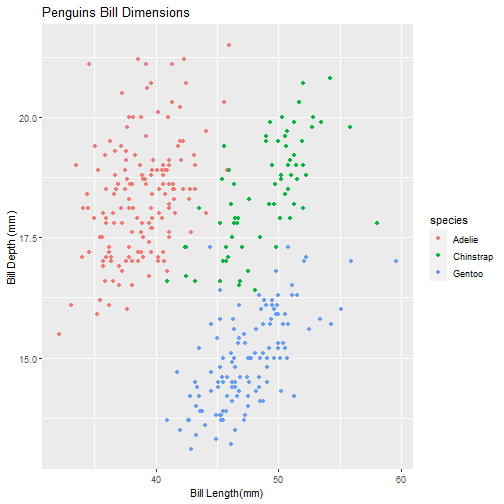 Penguins Bill Dimensions
20.0
17.5
15.0
Bill Depth (mm)
40
50
60
Bill Length(mm)
species
Adelie
Chinstrap
Gentoo